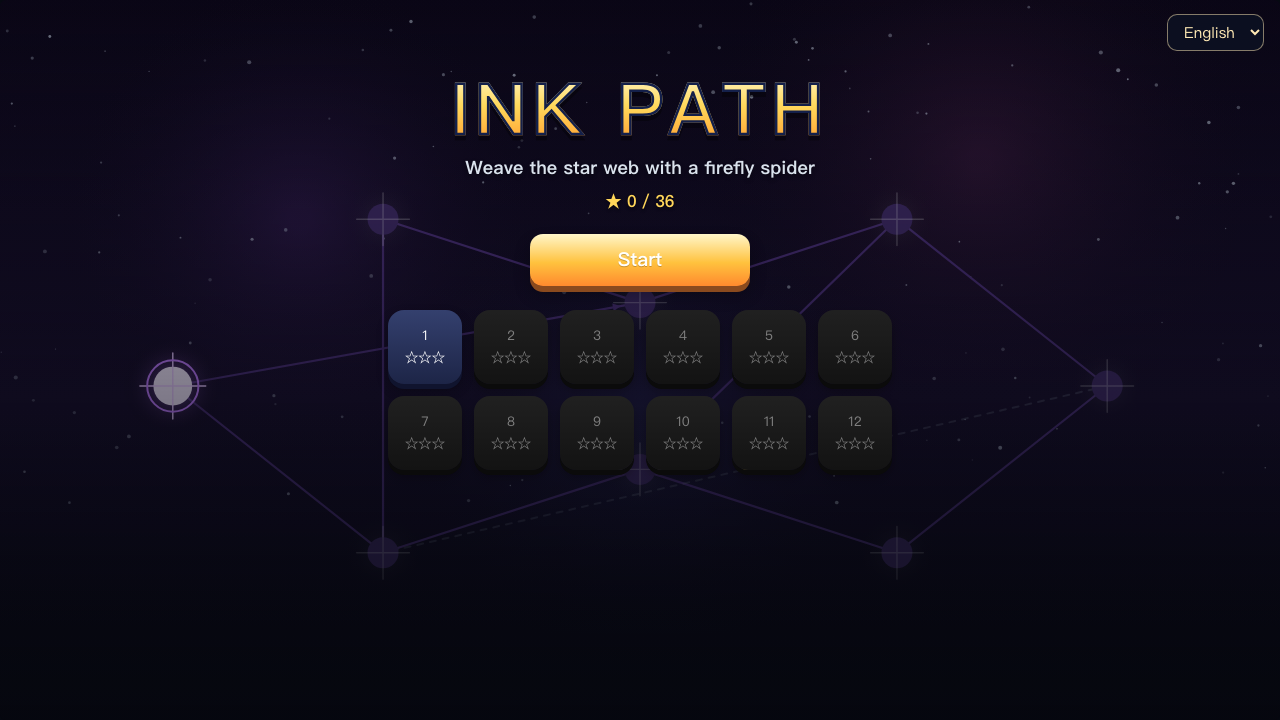 English
INK PATH
Weave the star web with a firefly spider
★ 0 / 36
Start
1 2 3 4 5 6
☆☆☆ ☆☆☆ ☆☆☆ ☆☆☆ ☆☆☆ ☆☆☆
7 8 9 10 11 12
☆☆☆ ☆☆☆ ☆☆☆ ☆☆☆ ☆☆☆ ☆☆☆